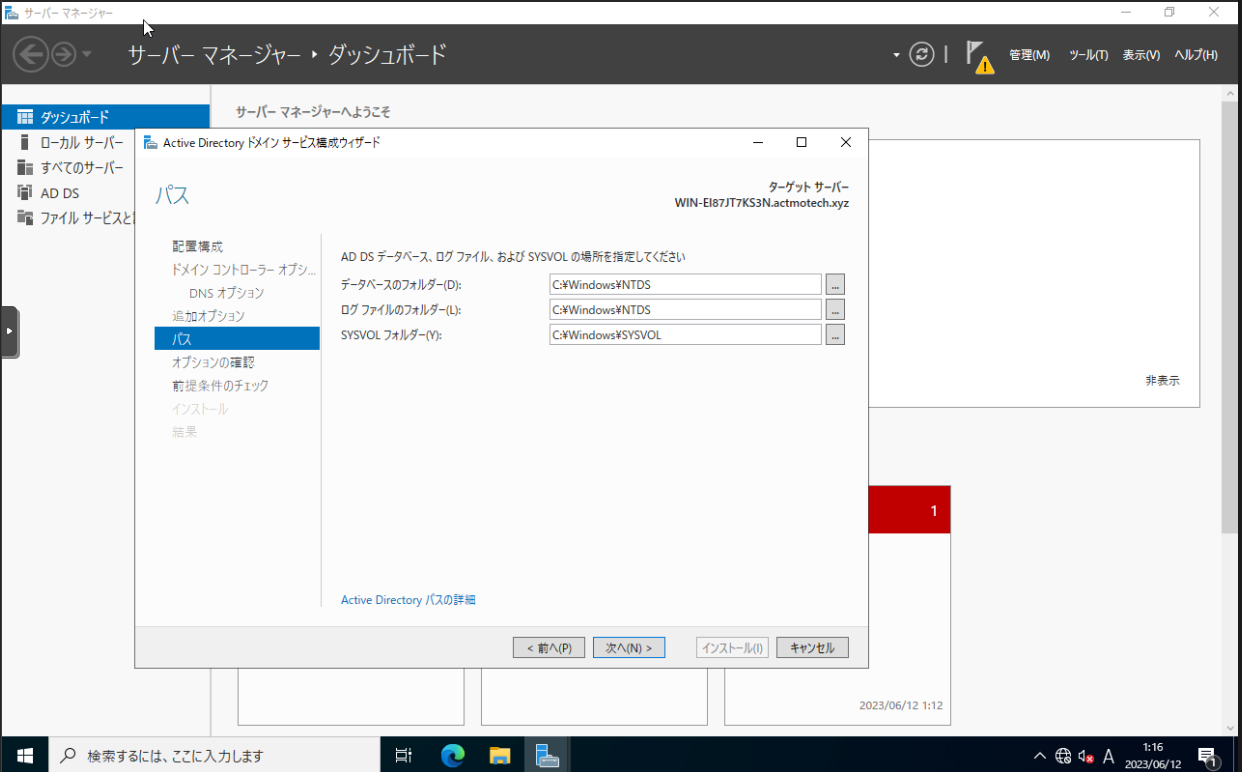 サーバー マネージャー
サーバー マネージャー ‣ ダッシュボード
管理(M) ツール(T) 表示(V) ヘルプ(H)
ダッシュボード
ローカル サーバー
すべてのサーバー
AD DS
ファイル サービスと
サーバー マネージャーへようこそ
Active Directory ドメイン サービス構成ウィザード
パス
ターゲット サーバー
WIN-EI87JT7KS3N.actmotech.xyz
配置構成
ドメイン コントローラー オプシ...
DNS オプション
追加オプション
パス
オプションの確認
前提条件のチェック
インストール
結果
AD DS データベース、ログ ファイル、および SYSVOL の場所を指定してください
データベースのフォルダー(D): C:¥Windows¥NTDS ...
ログ ファイルのフォルダー(L): C:¥Windows¥NTDS ...
SYSVOL フォルダー(Y): C:¥Windows¥SYSVOL ...
Active Directory パスの詳細
< 前へ(P) 次へ(N) > インストール(I) キャンセル
非表示
1
2023/06/12 1:12
検索するには、ここに入力します
A
1:16
2023/06/12
1